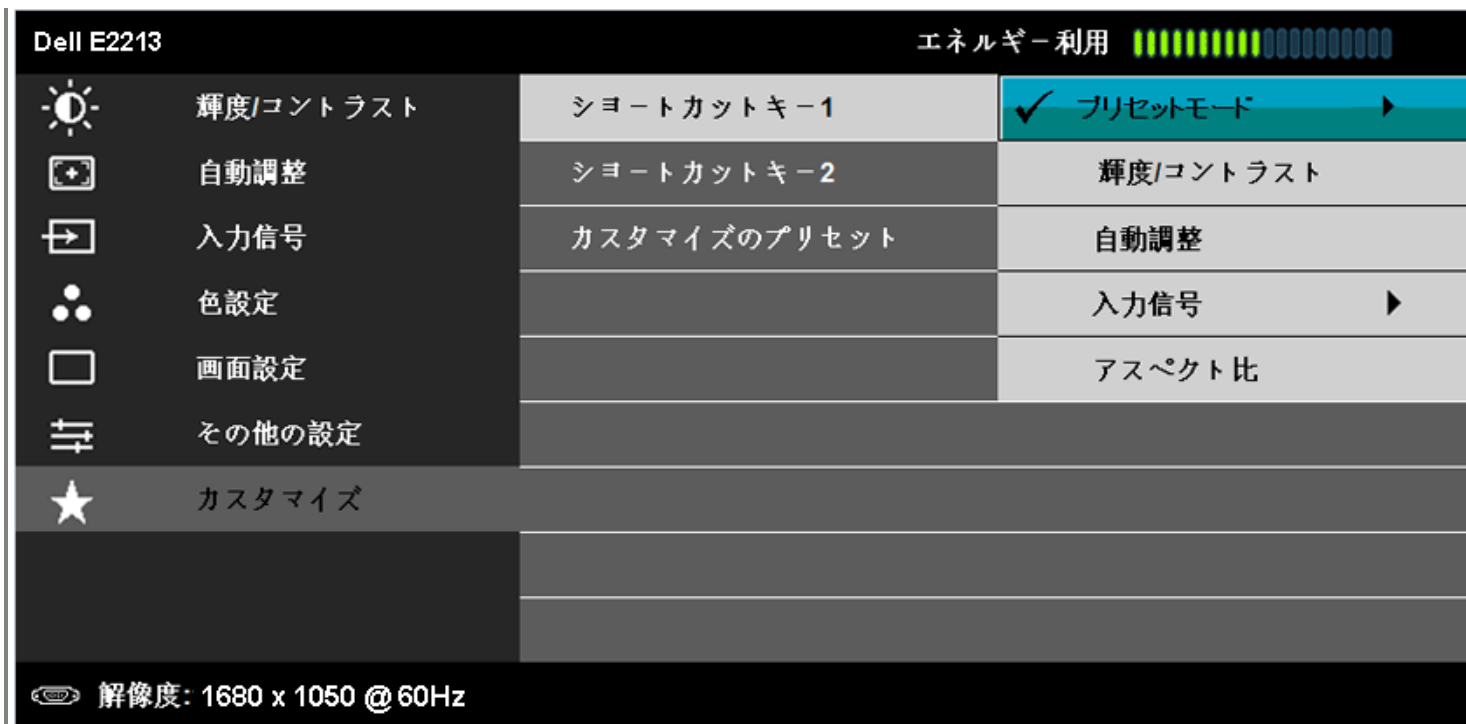 Dell E2213 エネルギー利用
輝度/コントラスト ショートカットキー1 プリセットモード
自動調整 ショートカットキー2 輝度/コントラスト
入力信号 カスタマイズのプリセット 自動調整
色設定 入力信号
画面設定 アスペクト比
その他の設定
カスタマイズ
解像度: 1680 x 1050 @ 60Hz